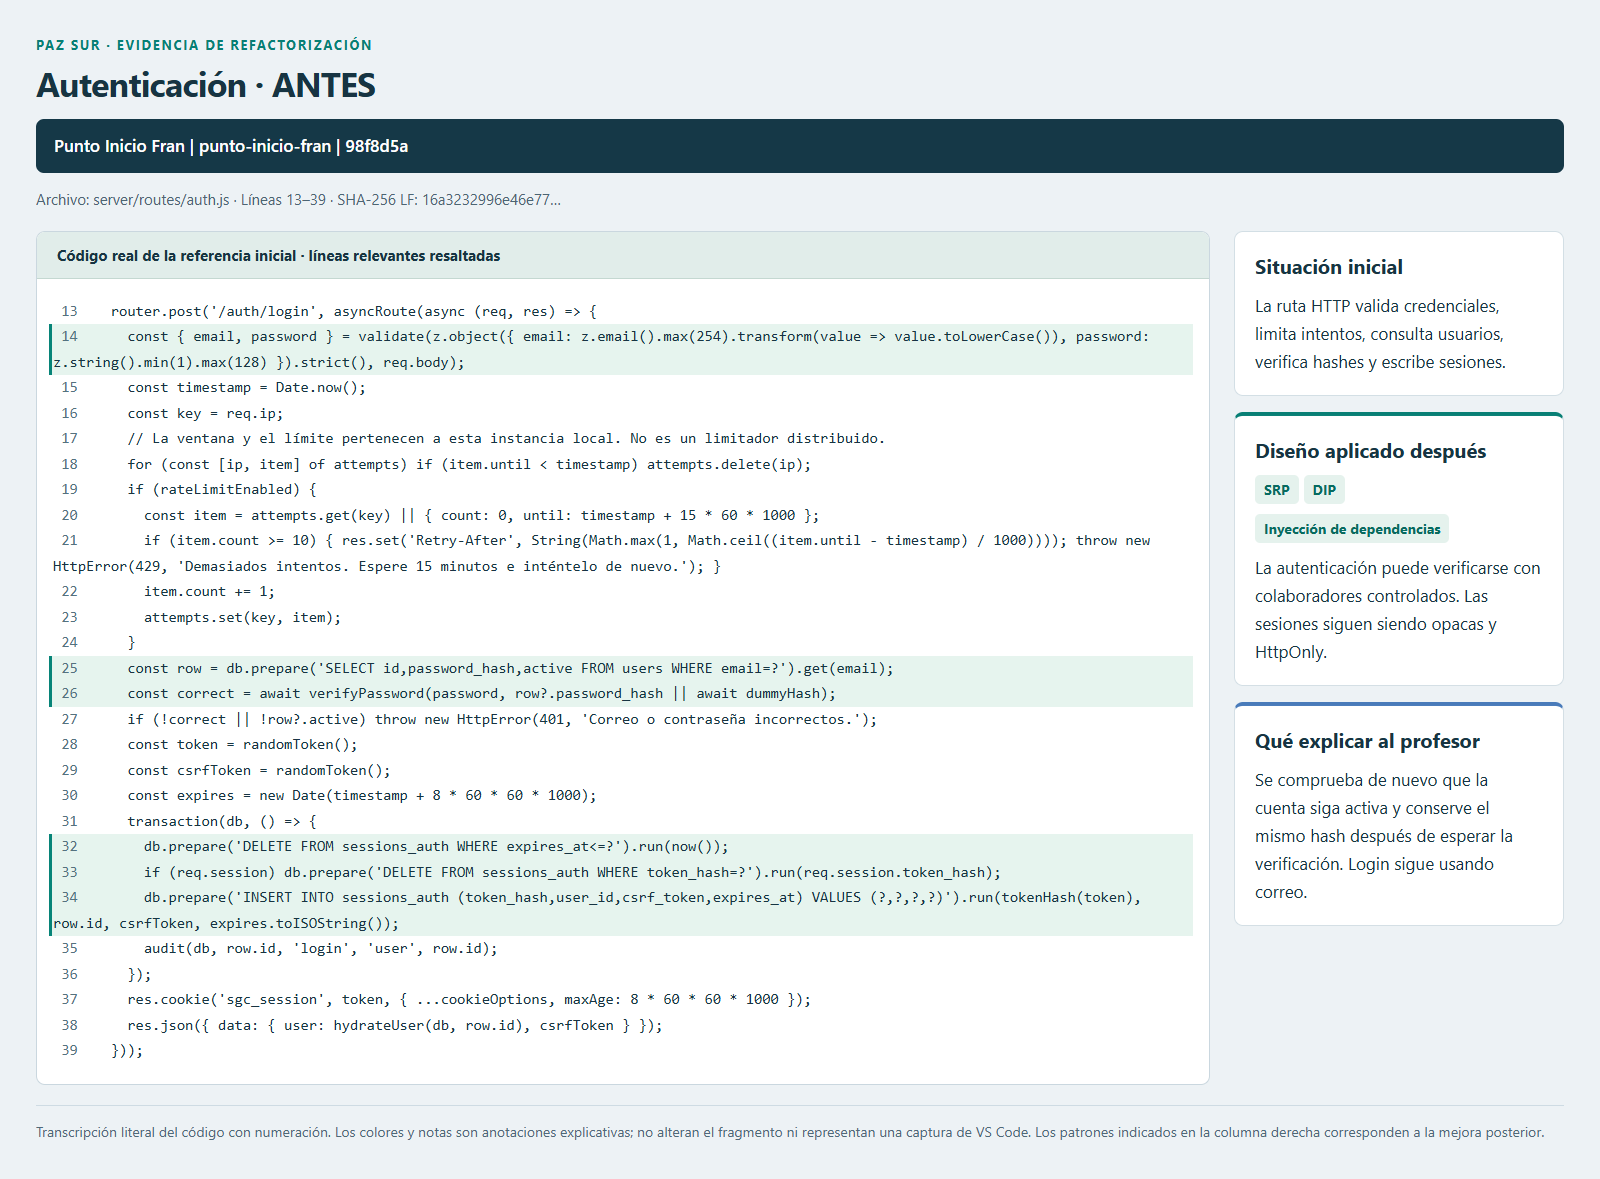 PAZ SUR · EVIDENCIA DE REFACTORIZACIÓN
Autenticación · ANTES
Punto Inicio Fran | punto-inicio-fran | 98f8d5a
Archivo: server/routes/auth.js · Líneas 13–39 · SHA-256 LF: 16a3232996e46e77…
Código real de la referencia inicial · líneas relevantes resaltadas
13    router.post('/auth/login', asyncRoute(async (req, res) => {
14      const { email, password } = validate(z.object({ email: z.email().max(254).transform(value => value.toLowerCase()), password:
z.string().min(1).max(128) }).strict(), req.body);
15      const timestamp = Date.now();
16      const key = req.ip;
17      // La ventana y el límite pertenecen a esta instancia local. No es un limitador distribuido.
18      for (const [ip, item] of attempts) if (item.until < timestamp) attempts.delete(ip);
19      if (rateLimitEnabled) {
20        const item = attempts.get(key) || { count: 0, until: timestamp + 15 * 60 * 1000 };
21        if (item.count >= 10) { res.set('Retry-After', String(Math.max(1, Math.ceil((item.until - timestamp) / 1000)))); throw new
HttpError(429, 'Demasiados intentos. Espere 15 minutos e inténtelo de nuevo.'); }
22        item.count += 1;
23        attempts.set(key, item);
24      }
25      const row = db.prepare('SELECT id,password_hash,active FROM users WHERE email=?').get(email);
26      const correct = await verifyPassword(password, row?.password_hash || await dummyHash);
27      if (!correct || !row?.active) throw new HttpError(401, 'Correo o contraseña incorrectos.');
28      const token = randomToken();
29      const csrfToken = randomToken();
30      const expires = new Date(timestamp + 8 * 60 * 60 * 1000);
31      transaction(db, () => {
32        db.prepare('DELETE FROM sessions_auth WHERE expires_at<=?').run(now());
33        if (req.session) db.prepare('DELETE FROM sessions_auth WHERE token_hash=?').run(req.session.token_hash);
34        db.prepare('INSERT INTO sessions_auth (token_hash,user_id,csrf_token,expires_at) VALUES (?,?,?,?)').run(tokenHash(token),
row.id, csrfToken, expires.toISOString());
35        audit(db, row.id, 'login', 'user', row.id);
36      });
37      res.cookie('sgc_session', token, { ...cookieOptions, maxAge: 8 * 60 * 60 * 1000 });
38      res.json({ data: { user: hydrateUser(db, row.id), csrfToken } });
39    }));
Situación inicial
La ruta HTTP valida credenciales,
limita intentos, consulta usuarios,
verifica hashes y escribe sesiones.
Diseño aplicado después
SRP DIP
Inyección de dependencias
La autenticación puede verificarse con
colaboradores controlados. Las
sesiones siguen siendo opacas y
HttpOnly.
Qué explicar al profesor
Se comprueba de nuevo que la
cuenta siga activa y conserve el
mismo hash después de esperar la
verificación. Login sigue usando
correo.
Transcripción literal del código con numeración. Los colores y notas son anotaciones explicativas; no alteran el fragmento ni representan una captura de VS Code. Los patrones indicados en la columna derecha corresponden a la mejora posterior.